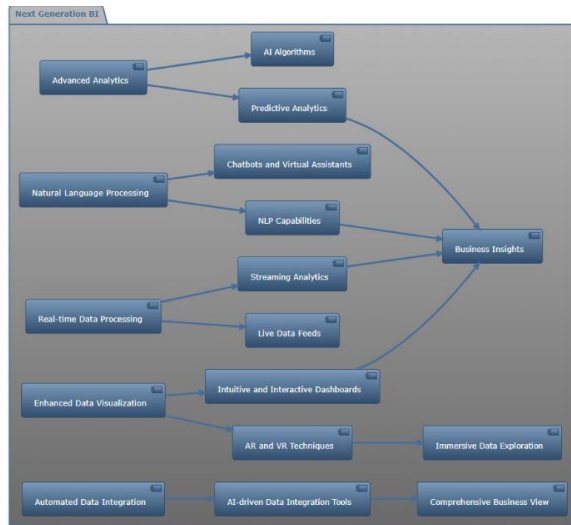 Next Generation BI
AI Algorithms
Advanced Analytics
Predictive Analytics
Chatbots and Virtual Assistants
Natural Language Processing
NLP Capabilities
Business Insights
Streaming Analytics
Real-time Data Processing
Live Data Feeds
Intuitive and Interactive Dashboards
Enhanced Data Visualization
AR and VR Techniques
Immersive Data Exploration
Automated Data Integration
AI-driven Data Integration Tools
Comprehensive Business View